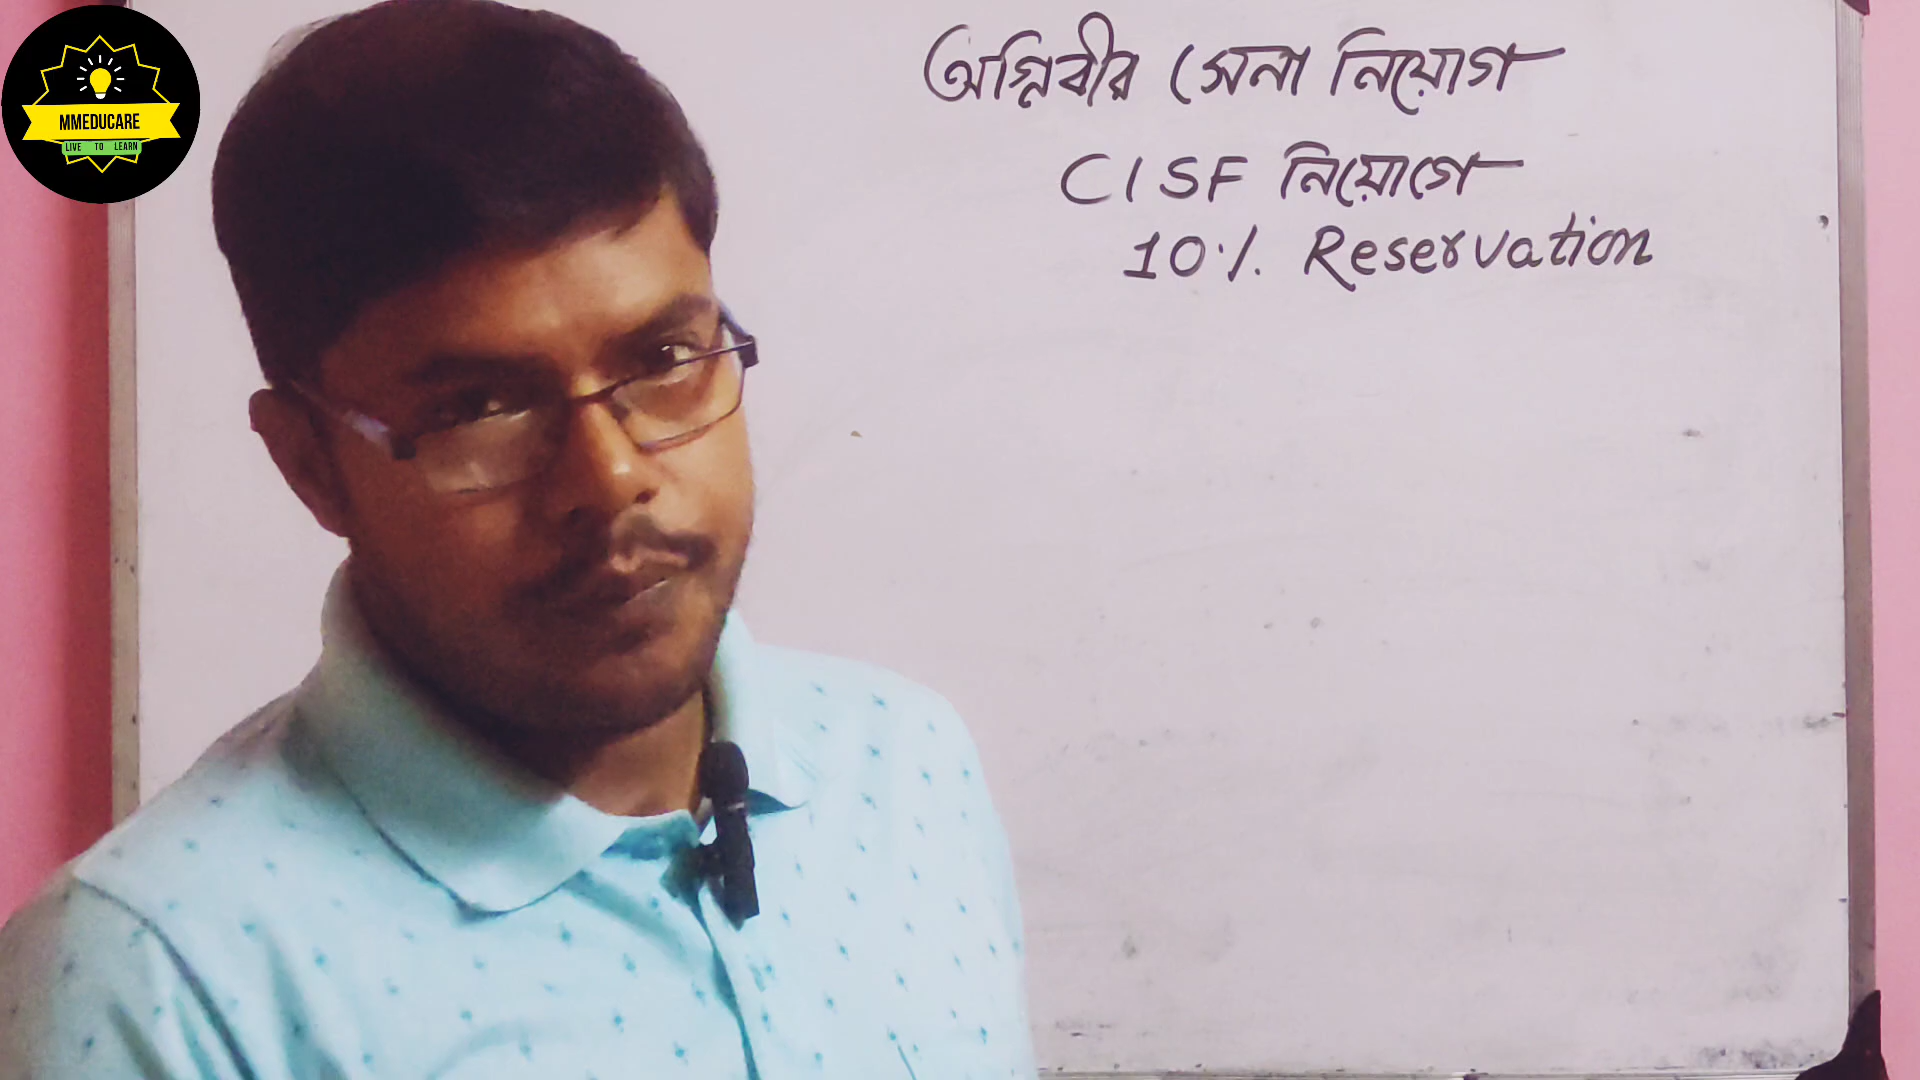 MMEDUCARE
LIVE TO LEARN
অগ্নিবীর সেনা নিয়োগ
CISF নিয়োগে
10% Reservation